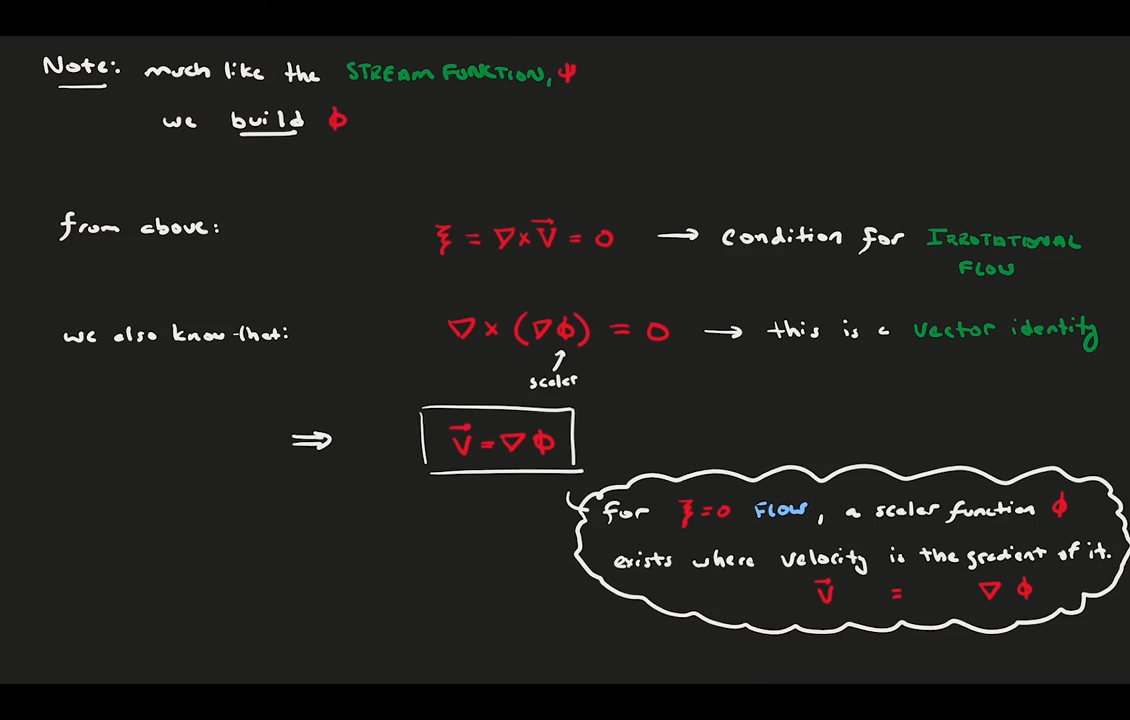 Note: much like the STREAM FUNCTION, ψ
we build ϕ
from above: ξ = ∇×V⃗ = 0 → condition for IRROTATIONAL
FLOW
we also know that: ∇ × (∇ϕ) = 0 → this is a vector identity
scaler
⇒ V⃗ = ∇ϕ
For ξ = 0 FLOW, a scaler function ϕ
exists where velocity is the gradient of it.
V⃗ = ∇ ϕ